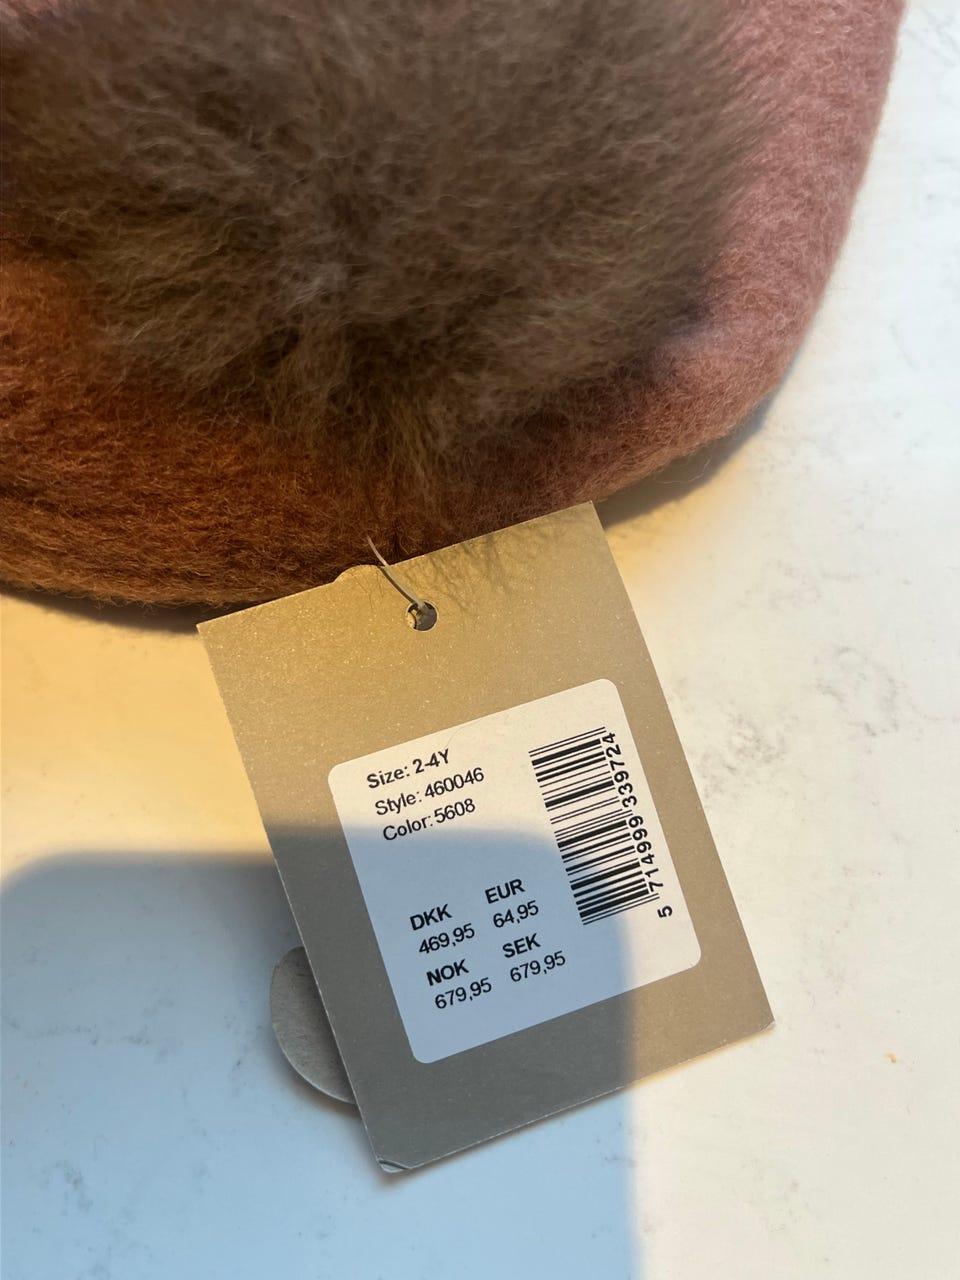 Size: 2-4Y
Style: 460046
Color: 5608
DKK EUR
469,95 64,95
NOK SEK
679,95 679,95
5 714999 339724